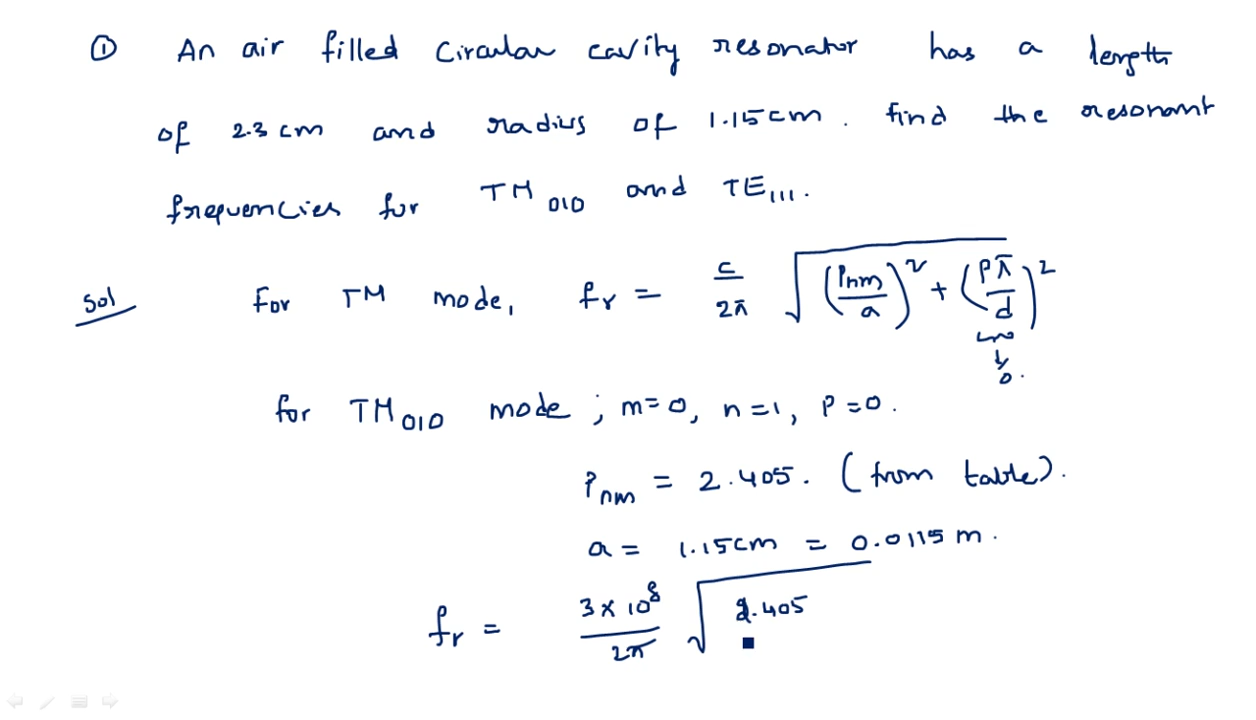 ① An air filled circular cavity resonator has a length
of 2.3 cm and radius of 1.15 cm. find the resonant
frequencies for TM₀₁₀ and TE₁₁₁.
Sol For TM mode, fᵣ = c/2π √((Pₙₘ/a)² + (Pπ/d)²)
↓
0.
for TM₀₁₀ mode ; m=0, n=1, P=0.
Pₙₘ = 2.405. (from table).
a = 1.15cm = 0.0115 m.
fᵣ = 3×10⁸/2π √2.405